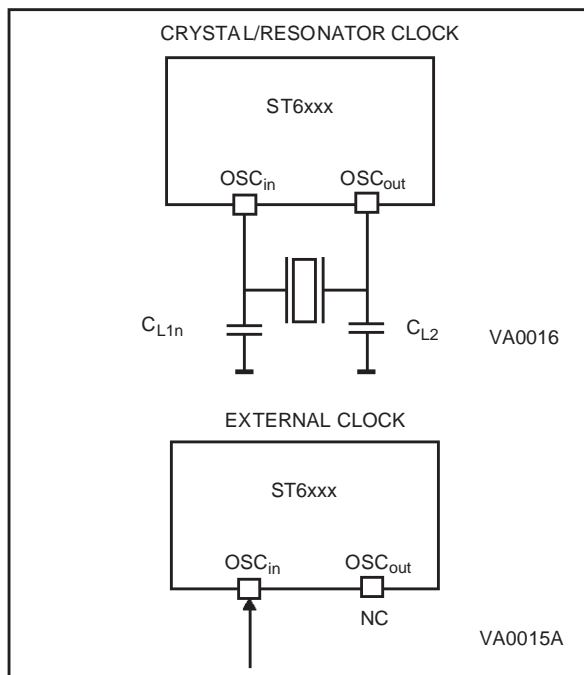 CRYSTAL/RESONATOR CLOCK
ST6xxx
OSCin OSCout
CL1n CL2
VA0016
EXTERNAL CLOCK
ST6xxx
OSCin OSCout
NC
VA0015A